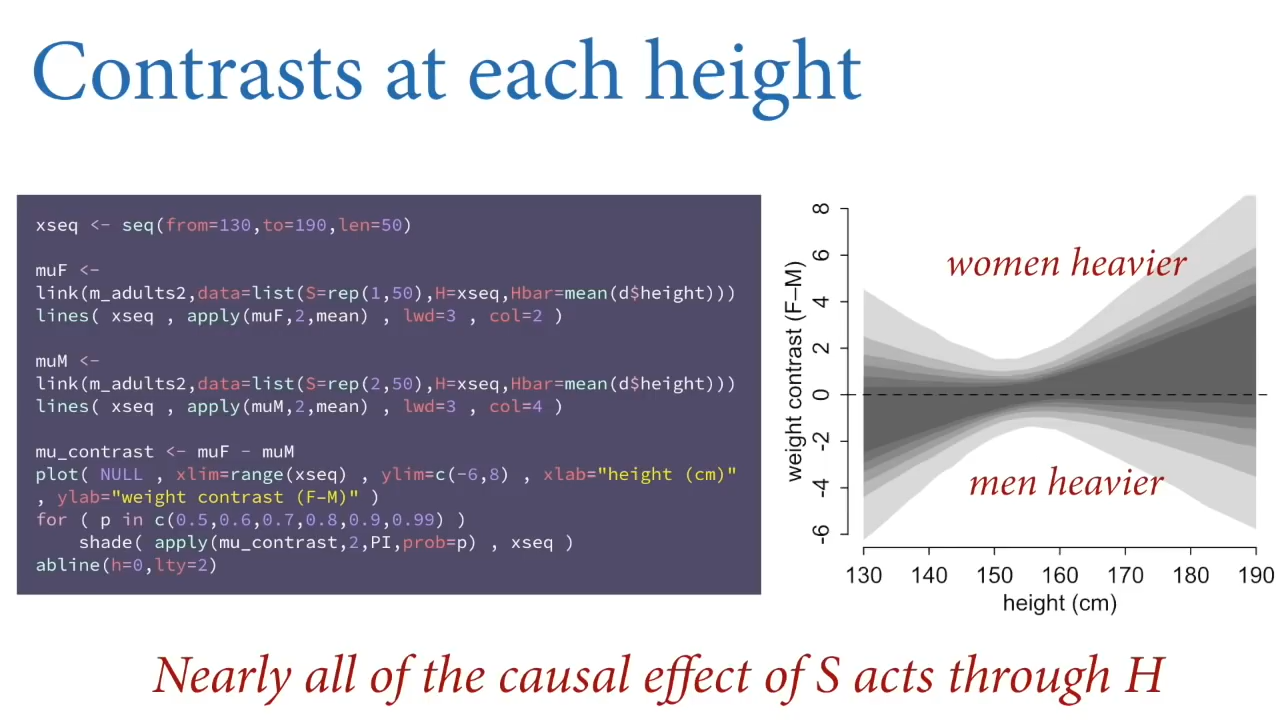 Contrasts at each height
xseq <- seq(from=130,to=190,len=50)
muF <-
link(m_adults2,data=list(S=rep(1,50),H=xseq,Hbar=mean(d$height)))
lines( xseq , apply(muF,2,mean) , lwd=3 , col=2 )
muM <-
link(m_adults2,data=list(S=rep(2,50),H=xseq,Hbar=mean(d$height)))
lines( xseq , apply(muM,2,mean) , lwd=3 , col=4 )
mu_contrast <- muF - muM
plot( NULL , xlim=range(xseq) , ylim=c(-6,8) , xlab="height (cm)"
, ylab="weight contrast (F–M)" )
for ( p in c(0.5,0.6,0.7,0.8,0.9,0.99) )
shade( apply(mu_contrast,2,PI,prob=p) , xseq )
abline(h=0,lty=2)
weight contrast (F–M)
8
6
4
2
0
-2
-4
-6
women heavier
men heavier
130 140 150 160 170 180 190
height (cm)
Nearly all of the causal effect of S acts through H